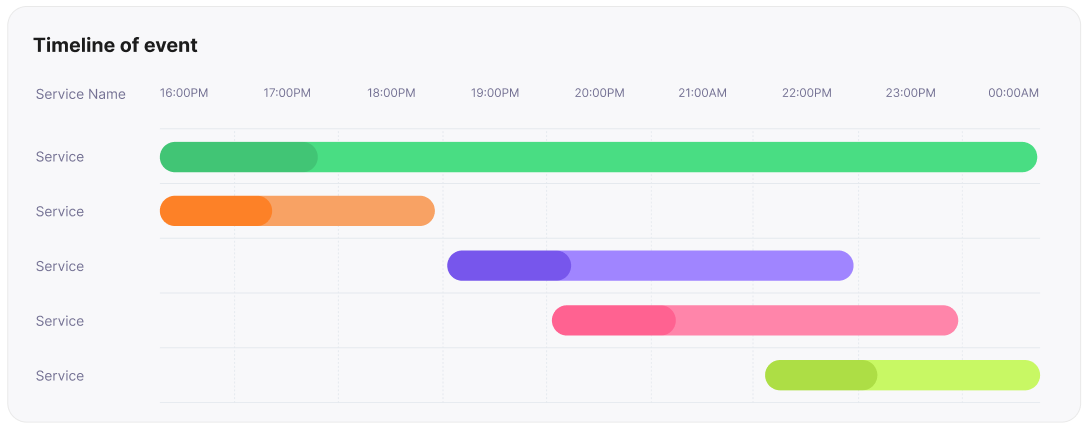 Timeline of event
Service Name 16:00PM 17:00PM 18:00PM 19:00PM 20:00PM 21:00AM 22:00PM 23:00PM 00:00AM
Service
Service
Service
Service
Service